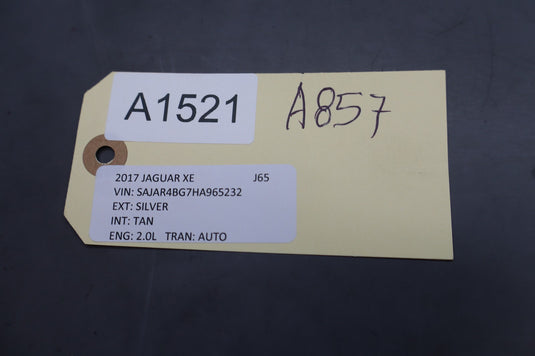 A1521
A857
2017 JAGUAR XE J65
VIN: SAJAR4BG7HA965232
EXT: SILVER
INT: TAN
ENG: 2.0L TRAN: AUTO